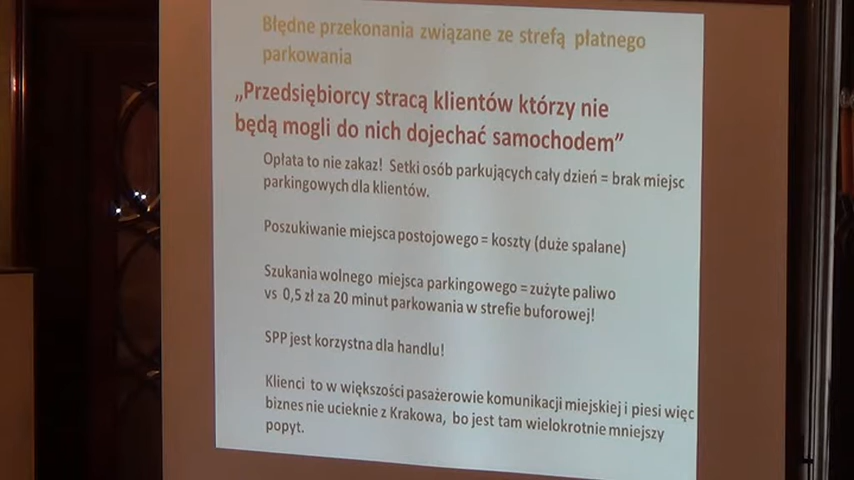 Błędne przekonania związane ze strefą płatnego
parkowania
„Przedsiębiorcy stracą klientów którzy nie
będą mogli do nich dojechać samochodem”
Opłata to nie zakaz! Setki osób parkujących cały dzień = brak miejsc
parkingowych dla klientów.
Poszukiwanie miejsca postojowego = koszty (duże spalane)
Szukania wolnego miejsca parkingowego = zużyte paliwo
vs 0,5 zł za 20 minut parkowania w strefie buforowej!
SPP jest korzystna dla handlu!
Klienci to w większości pasażerowie komunikacji miejskiej i piesi więc
biznes nie ucieknie z Krakowa, bo jest tam wielokrotnie mniejszy
popyt.